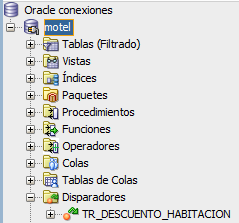 Oracle conexiones
motel
Tablas (Filtrado)
Vistas
Índices
Paquetes
Procedimientos
Funciones
Operadores
Colas
Tablas de Colas
Disparadores
TR_DESCUENTO_HABITACION